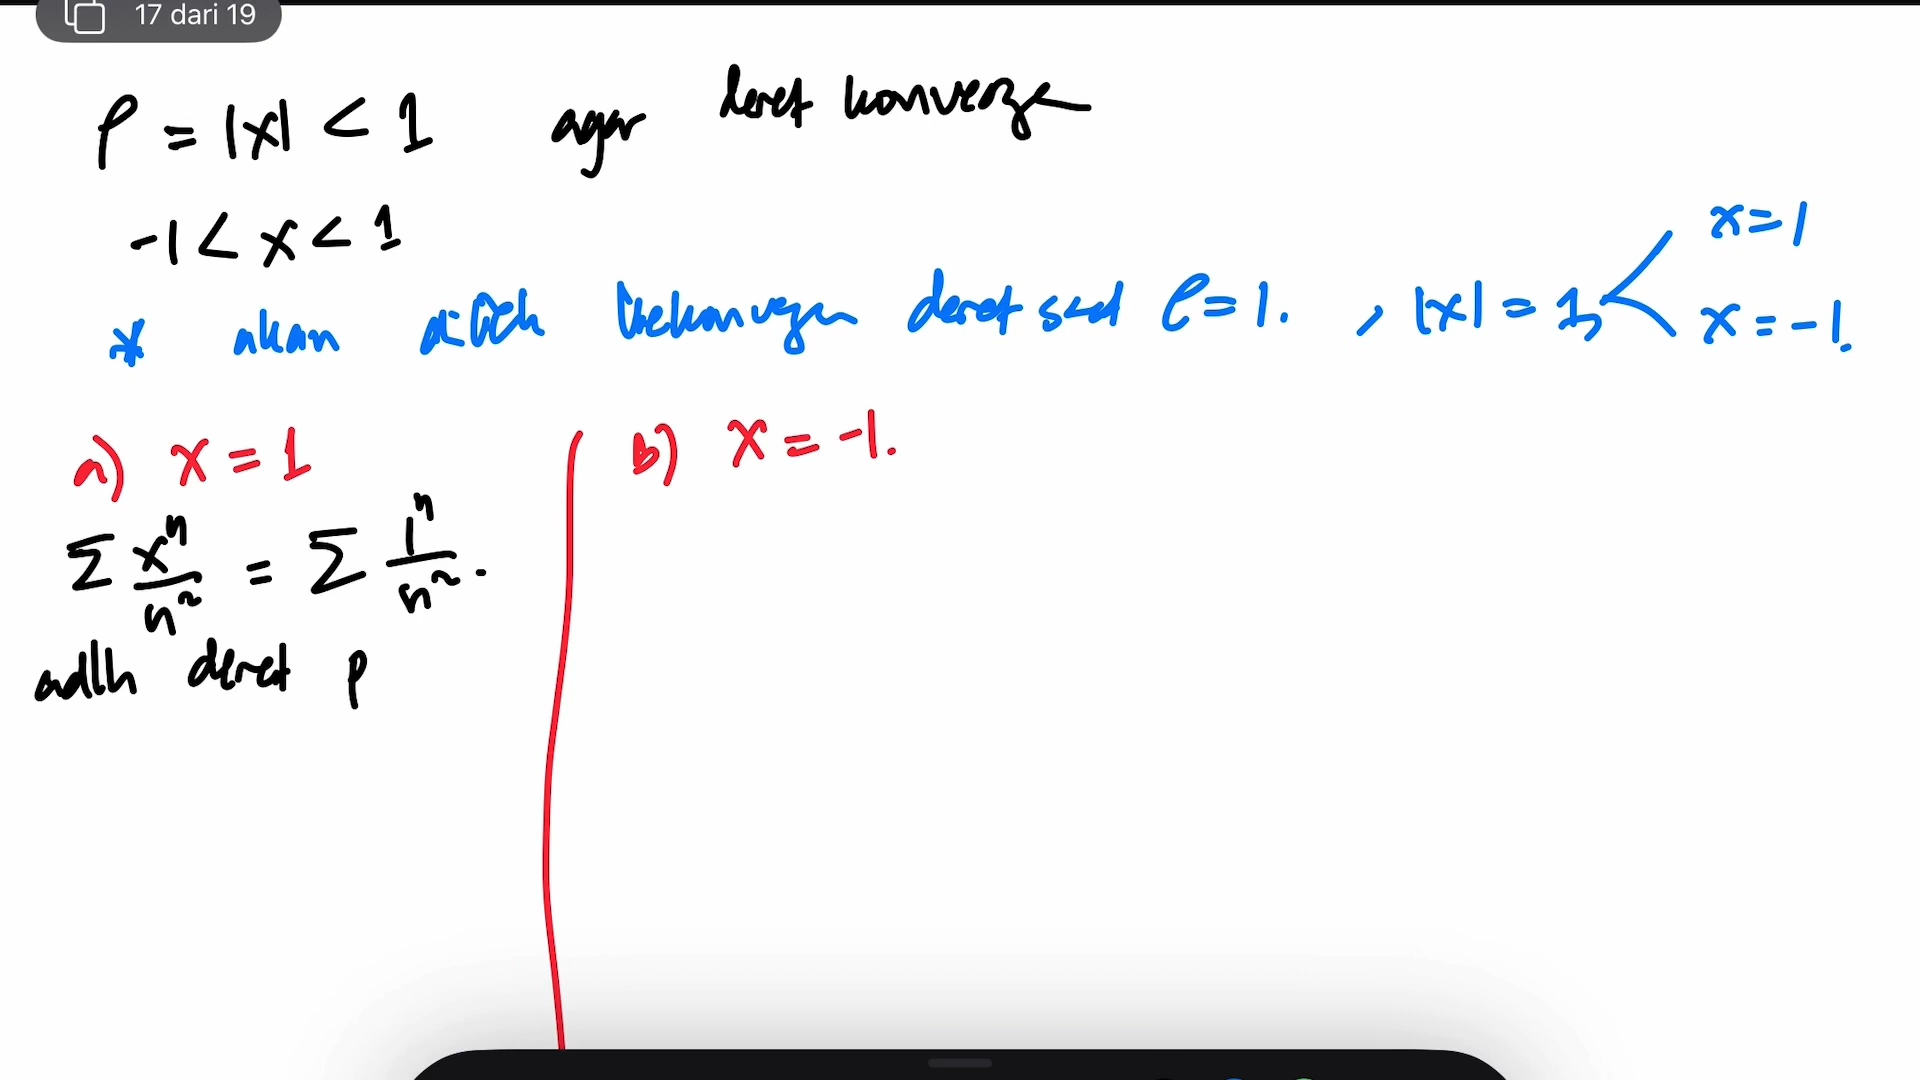 17 dari 19
ρ = |x| < 1 agar deret konvergen
-1 < x < 1
* akan dilihat kekonvergenan deret saat ρ = 1. , |x| = 1, x = 1
x = -1.
a) x = 1
Σ xⁿ/n² = Σ 1ⁿ/n².
adlh deret p
b) x = -1.